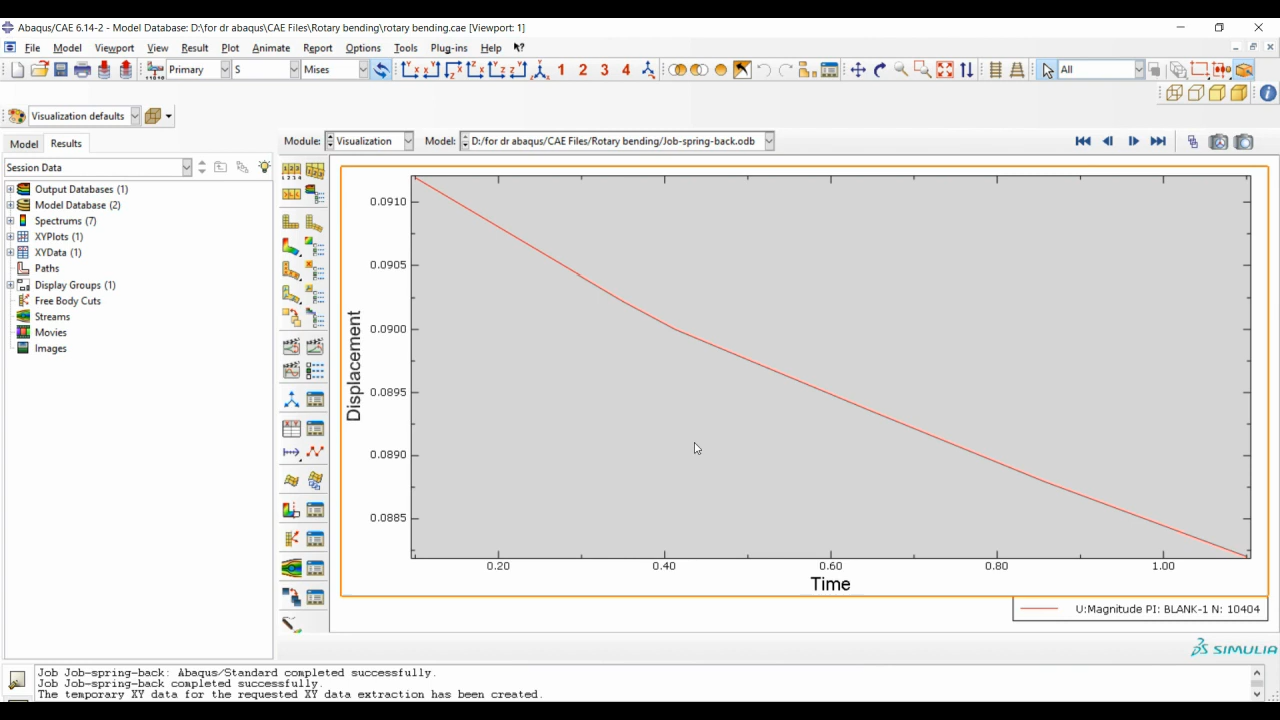 Abaqus/CAE 6.14-2 - Model Database: D:\for dr abaqus\CAE Files\Rotary bending\rotary bending.cae [Viewport: 1]
File Model Viewport View Result Plot Animate Report Options Tools Plug-ins Help
Primary S Mises 1 2 3 4 All
Visualization defaults
Model Results Module: Visualization Model: D:/for dr abaqus/CAE Files/Rotary bending/Job-spring-back.odb
Session Data
Output Databases (1)
Model Database (2)
Spectrums (7)
XYPlots (1)
XYData (1)
Paths
Display Groups (1)
Free Body Cuts
Streams
Movies
Images
Displacement
0.0910
0.0905
0.0900
0.0895
0.0890
0.0885
0.20 0.40 0.60 0.80 1.00
Time
U:Magnitude PI: BLANK-1 N: 10404
SIMULIA
Job Job-spring-back: Abaqus/Standard completed successfully.
Job Job-spring-back completed successfully.
The temporary XY data for the requested XY data extraction has been created.